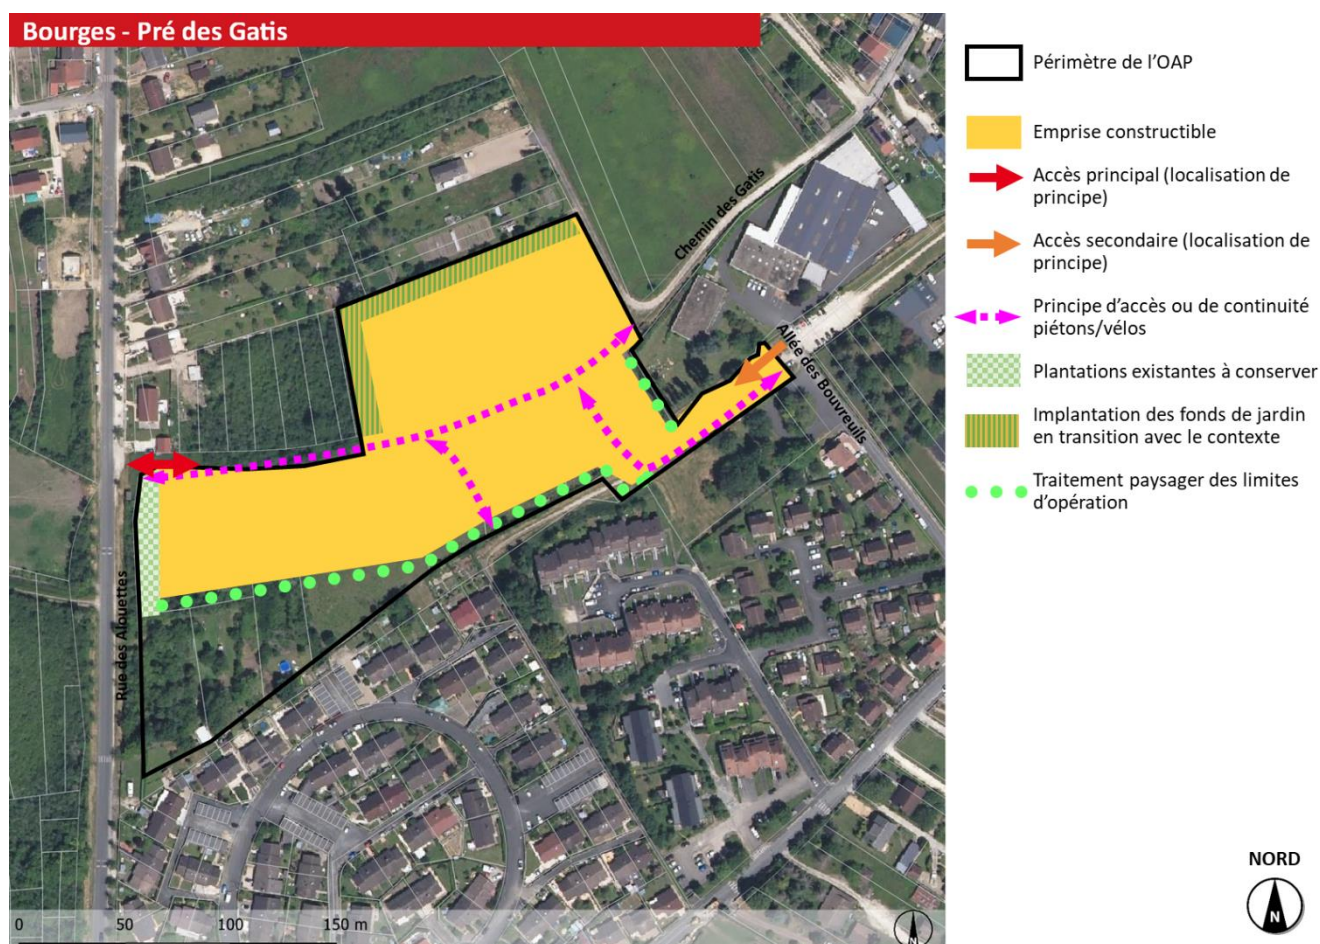 Bourges - Pré des Gatis
Périmètre de l'OAP
Emprise constructible
Accès principal (localisation de
principe)
Accès secondaire (localisation de
principe)
Principe d'accès ou de continuité
piétons/vélos
Plantations existantes à conserver
Implantation des fonds de jardin
en transition avec le contexte
Traitement paysager des limites
d'opération
Chemin des Gatis
Allée des Bouvreuils
Rue des Alouettes
0 50 100 150 m
N
NORD
N